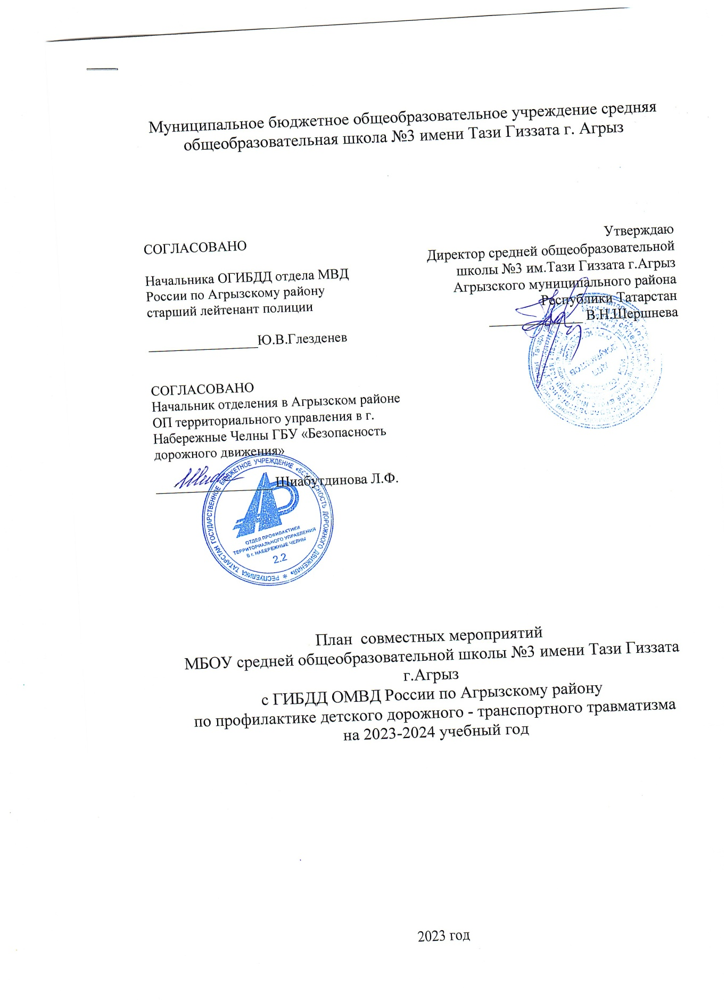 Муниципальное бюджетное общеобразовательное учреждение средняя
общеобразовательная школа №3 имени Тази Гиззата г. Агрыз
СОГЛАСОВАНО
Начальника ОГИБДД отдела МВД
России по Агрызскому району
старший лейтенант полиции
Ю.В.Глезденев
Утверждаю
Директор средней общеобразовательной
школы №3 им.Тази Гиззата г.Агрыз
Агрызского муниципального района
Республики Татарстан
В.Н.Шершнева
СОГЛАСОВАНО
Начальник отделения в Агрызском районе
ОП территориального управления в г.
Набережные Челны ГБУ «Безопасность
дорожного движения»
Шиабутдинова Л.Ф.
РЕСПУБЛИКА ТАТАРСТАН ГОСУДАРСТВЕННОЕ БЮДЖЕТНОЕ УЧРЕЖДЕНИЕ «БЕЗОПАСНОСТЬ ДОРОЖНОГО ДВИЖЕНИЯ» *
ОТДЕЛ ПРОФИЛАКТИКИ
ТЕРРИТОРИАЛЬНОГО УПРАВЛЕНИЯ
В г. НАБЕРЕЖНЫЕ ЧЕЛНЫ
2.2
План совместных мероприятий
МБОУ средней общеобразовательной школы №3 имени Тази Гиззата
г.Агрыз
с ГИБДД ОМВД России по Агрызскому району
по профилактике детского дорожного - транспортного травматизма
на 2023-2024 учебный год
2023 год